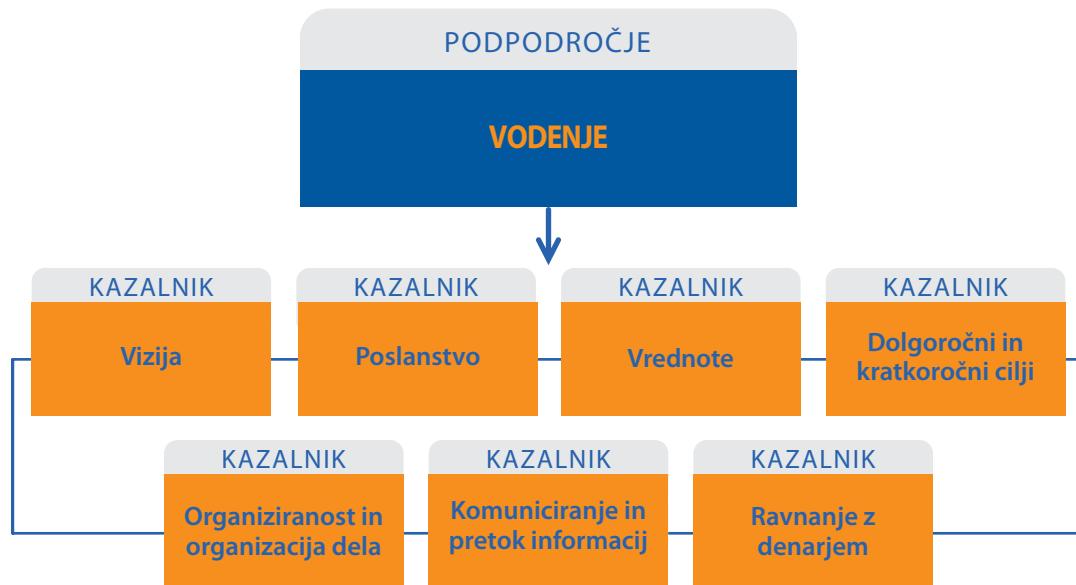 PODPODROČJE
VODENJE
KAZALNIK
Vizija
KAZALNIK
Poslanstvo
KAZALNIK
Vrednote
KAZALNIK
Dolgoročni in
kratkoročni cilji
KAZALNIK
Organiziranost in
organizacija dela
KAZALNIK
Komuniciranje in
pretok informacij
KAZALNIK
Ravnanje z
denarjem